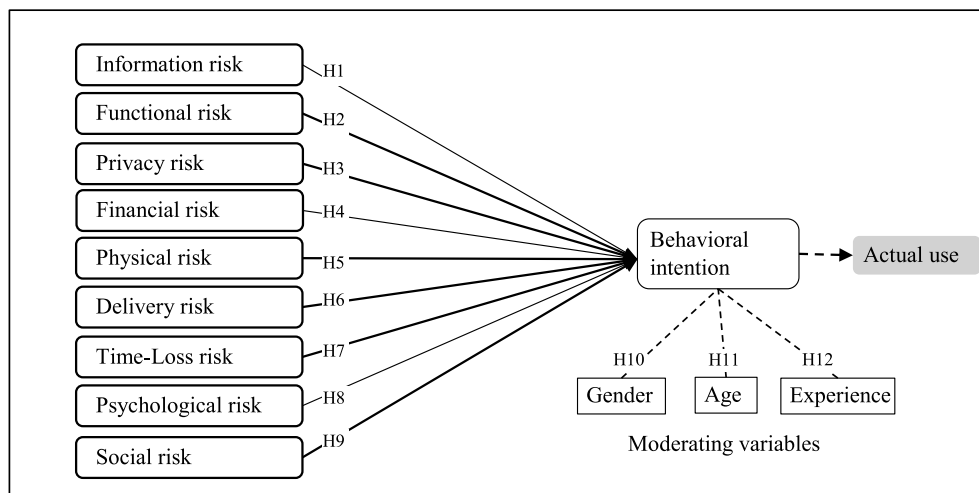 Information risk
H1
Functional risk
H2
Privacy risk
H3
Financial risk
H4
Physical risk
H5
Delivery risk
H6
Time-Loss risk
H7
Psychological risk
H8
Social risk
H9
Behavioral
intention
Actual use
H10
H11
H12
Gender
Age
Experience
Moderating variables